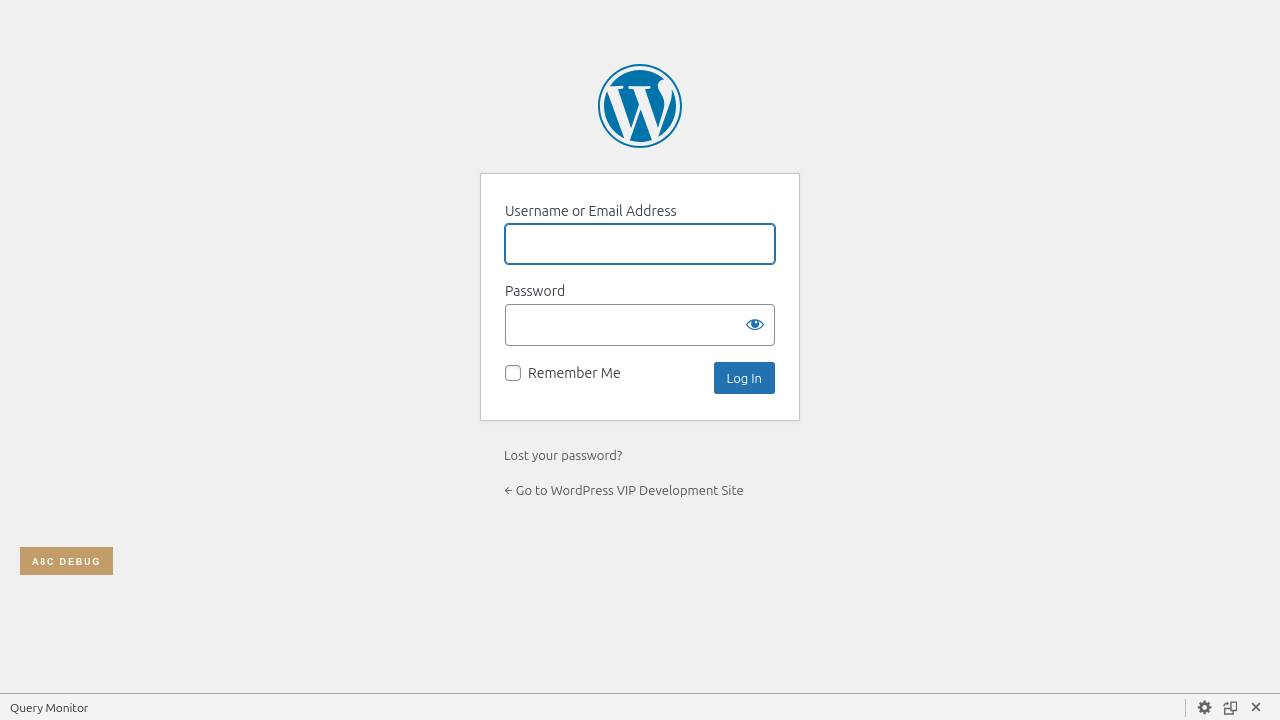 Username or Email Address
Password
Remember Me
Log In
Lost your password?
← Go to WordPress VIP Development Site
A8C DEBUG
Query Monitor